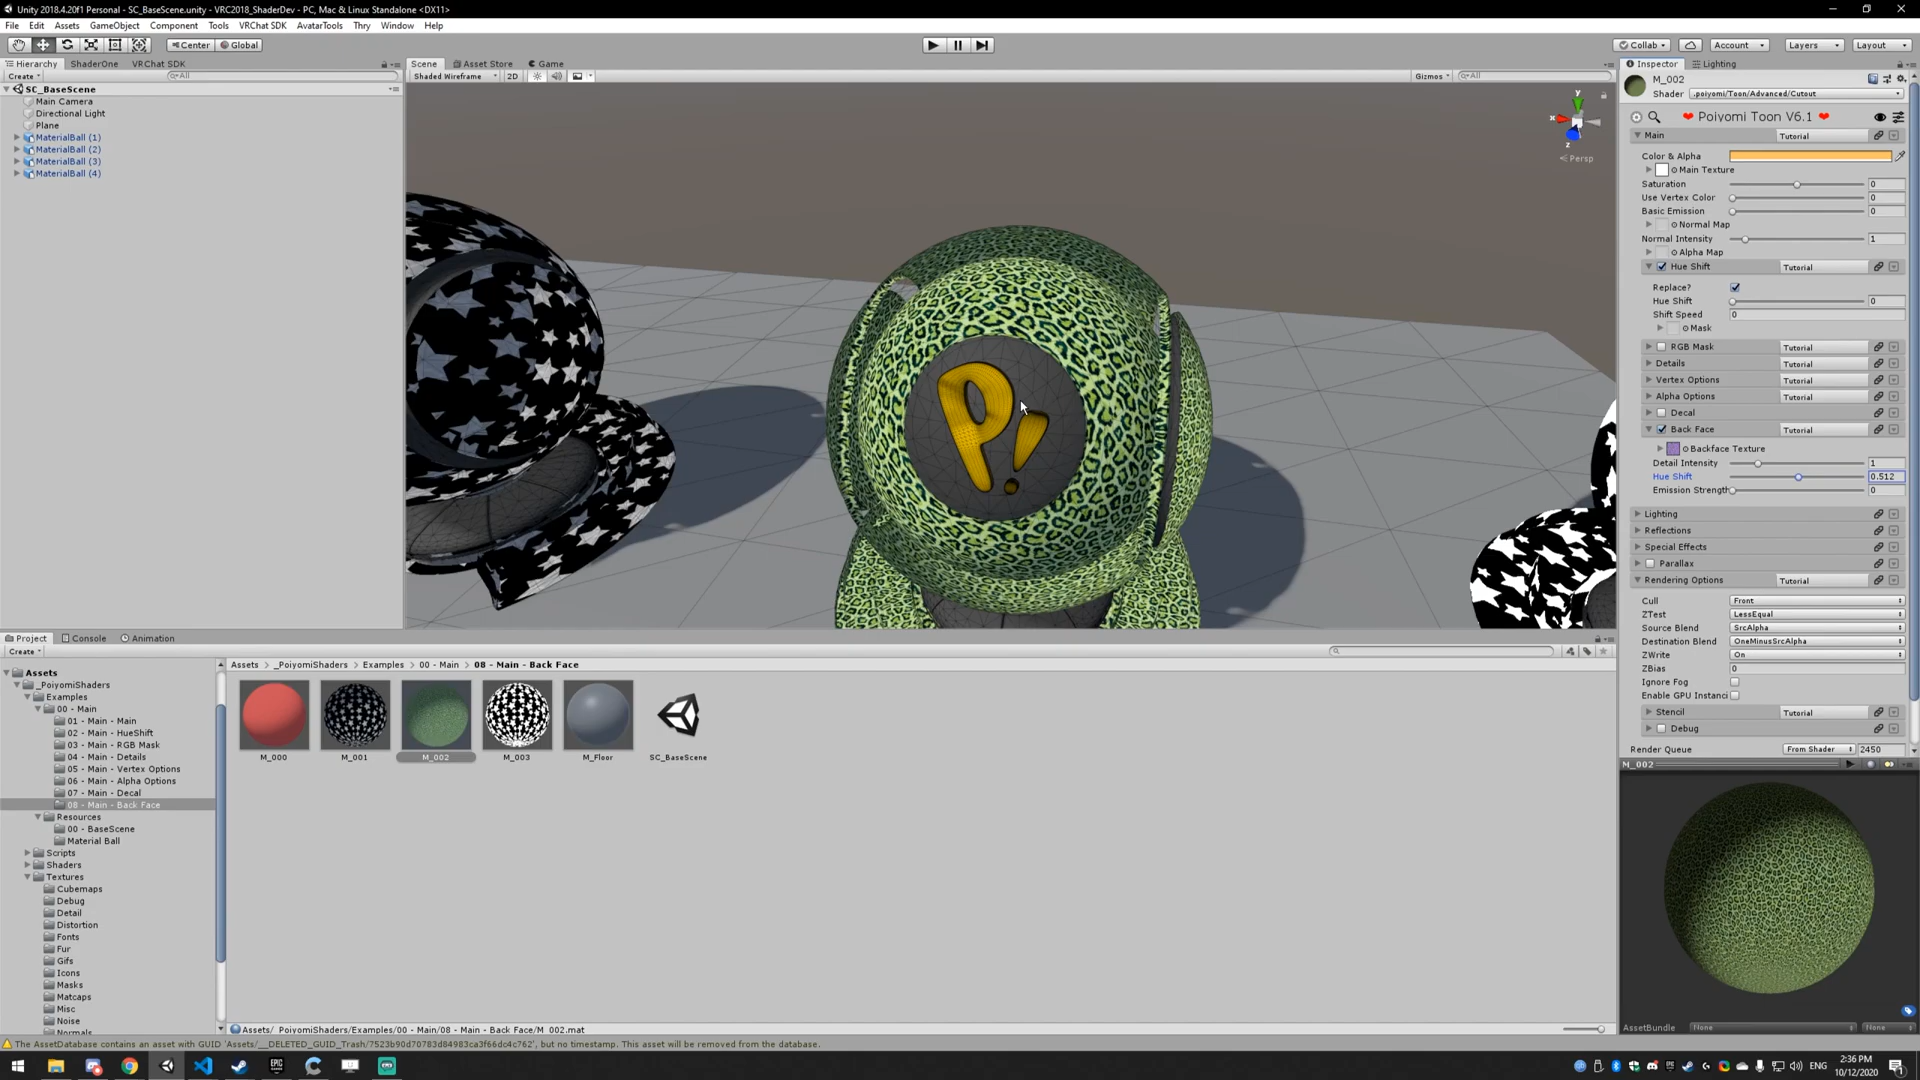 Unity 2018.4.20f1 Personal - SC_BaseScene.unity - VRC2018_ShaderDev - PC, Mac & Linux Standalone <DX11>
File Edit Assets GameObject Component Tools VRChat SDK AvatarTools Thry Window Help
Center Global Collab Account Layers Layout
Hierarchy ShaderOne VRChat SDK Scene Asset Store Game Inspector Lighting
Create All Shaded Wireframe 2D Gizmos All
SC_BaseScene
Main Camera
Directional Light
Plane
MaterialBall (1)
MaterialBall (2)
MaterialBall (3)
MaterialBall (4)
y
x
z
Persp
P!
M_002
Shader .poiyomi/Toon/Advanced/Cutout
Poiyomi Toon V6.1
Main Tutorial
Color & Alpha
Main Texture
Saturation 0
Use Vertex Color 0
Basic Emission 0
Normal Map
Normal Intensity 1
Alpha Map
Hue Shift Tutorial
Replace?
Hue Shift 0
Shift Speed 0
Mask
RGB Mask Tutorial
Details Tutorial
Vertex Options Tutorial
Alpha Options Tutorial
Decal Tutorial
Back Face Tutorial
Backface Texture
Detail Intensity 1
Hue Shift 0.512
Emission Strength 0
Lighting
Reflections
Special Effects
Parallax
Rendering Options Tutorial
Cull Front
ZTest LessEqual
Source Blend SrcAlpha
Destination Blend OneMinusSrcAlpha
ZWrite On
ZBias 0
Ignore Fog
Enable GPU Instanci
Stencil Tutorial
Debug Tutorial
Render Queue From Shader 2450
M_002
AssetBundle None None
Project Console Animation
Create
Assets
_PoiyomiShaders
Examples
00 - Main
01 - Main - Main
02 - Main - HueShift
03 - Main - RGB Mask
04 - Main - Details
05 - Main - Vertex Options
06 - Main - Alpha Options
07 - Main - Decal
08 - Main - Back Face
Resources
00 - BaseScene
Material Ball
Scripts
Shaders
Textures
Cubemaps
Debug
Detail
Distortion
Fonts
Fur
Gifs
Icons
Masks
Matcaps
Misc
Noise
Normals
Assets > _PoiyomiShaders > Examples > 00 - Main > 08 - Main - Back Face
M_000 M_001 M_002 M_003 M_Floor SC_BaseScene
Assets/_PoiyomiShaders/Examples/00 - Main/08 - Main - Back Face/M_002.mat
The AssetDatabase contains an asset with GUID 'Assets/__DELETED_GUID_Trash/7523b90d70783d84983ca3f66dc4c762', but no timestamp. This asset will be removed from the database.
ENG
2:36 PM
10/12/2020